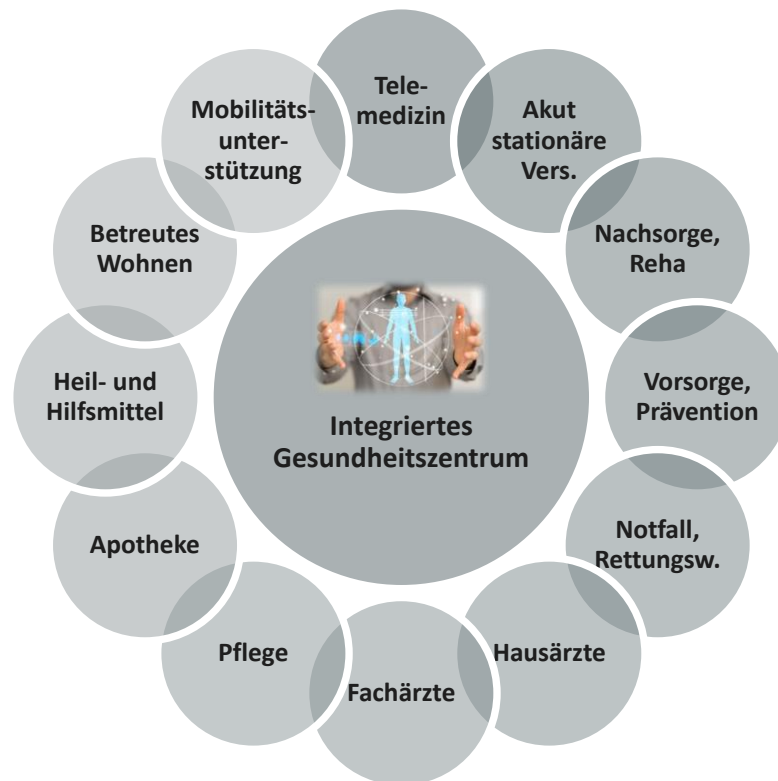 Tele-
medizin
Akut
stationäre
Vers.
Nachsorge,
Reha
Vorsorge,
Prävention
Notfall,
Rettungsw.
Hausärzte
Fachärzte
Pflege
Apotheke
Heil- und
Hilfsmittel
Betreutes
Wohnen
Mobilitäts-
unter-
stützung
Integriertes
Gesundheitszentrum